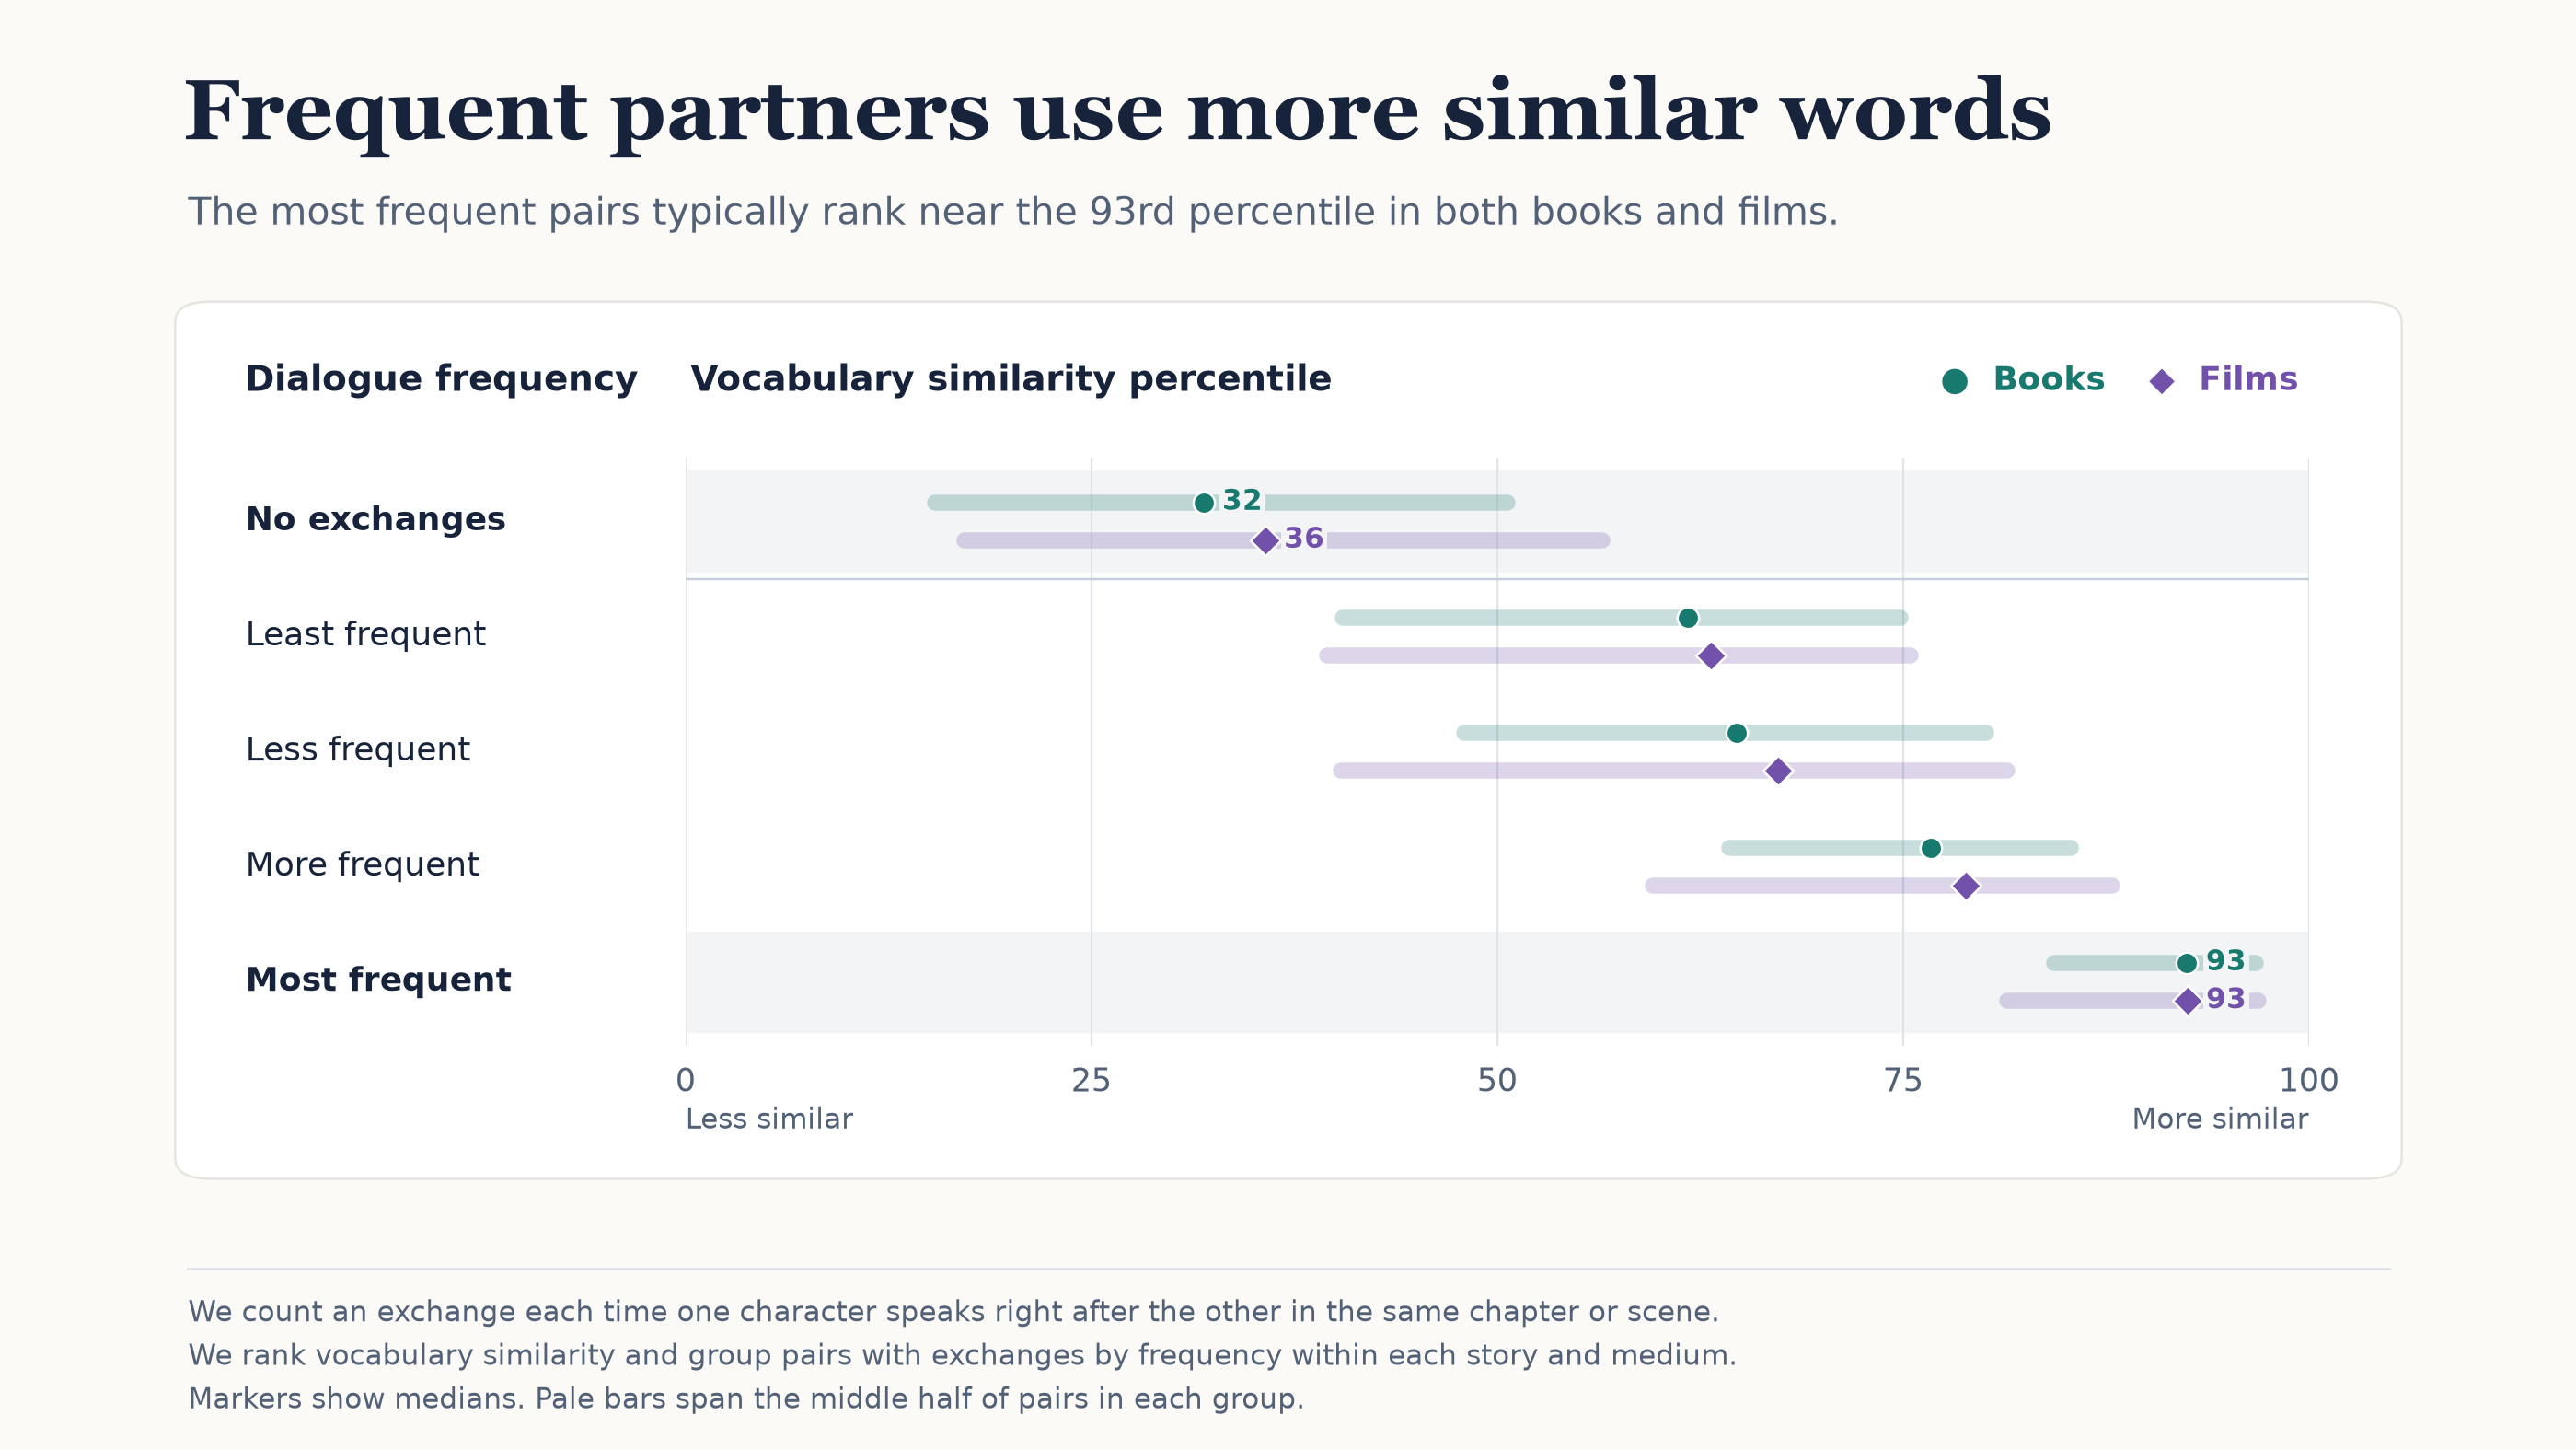 Frequent partners use more similar words
The most frequent pairs typically rank near the 93rd percentile in both books and films.
Dialogue frequency
Vocabulary similarity percentile
Books
Films
No exchanges
32
36
Least frequent
Less frequent
More frequent
Most frequent
93
93
0
25
50
75
100
Less similar
More similar
We count an exchange each time one character speaks right after the other in the same chapter or scene.
We rank vocabulary similarity and group pairs with exchanges by frequency within each story and medium.
Markers show medians. Pale bars span the middle half of pairs in each group.